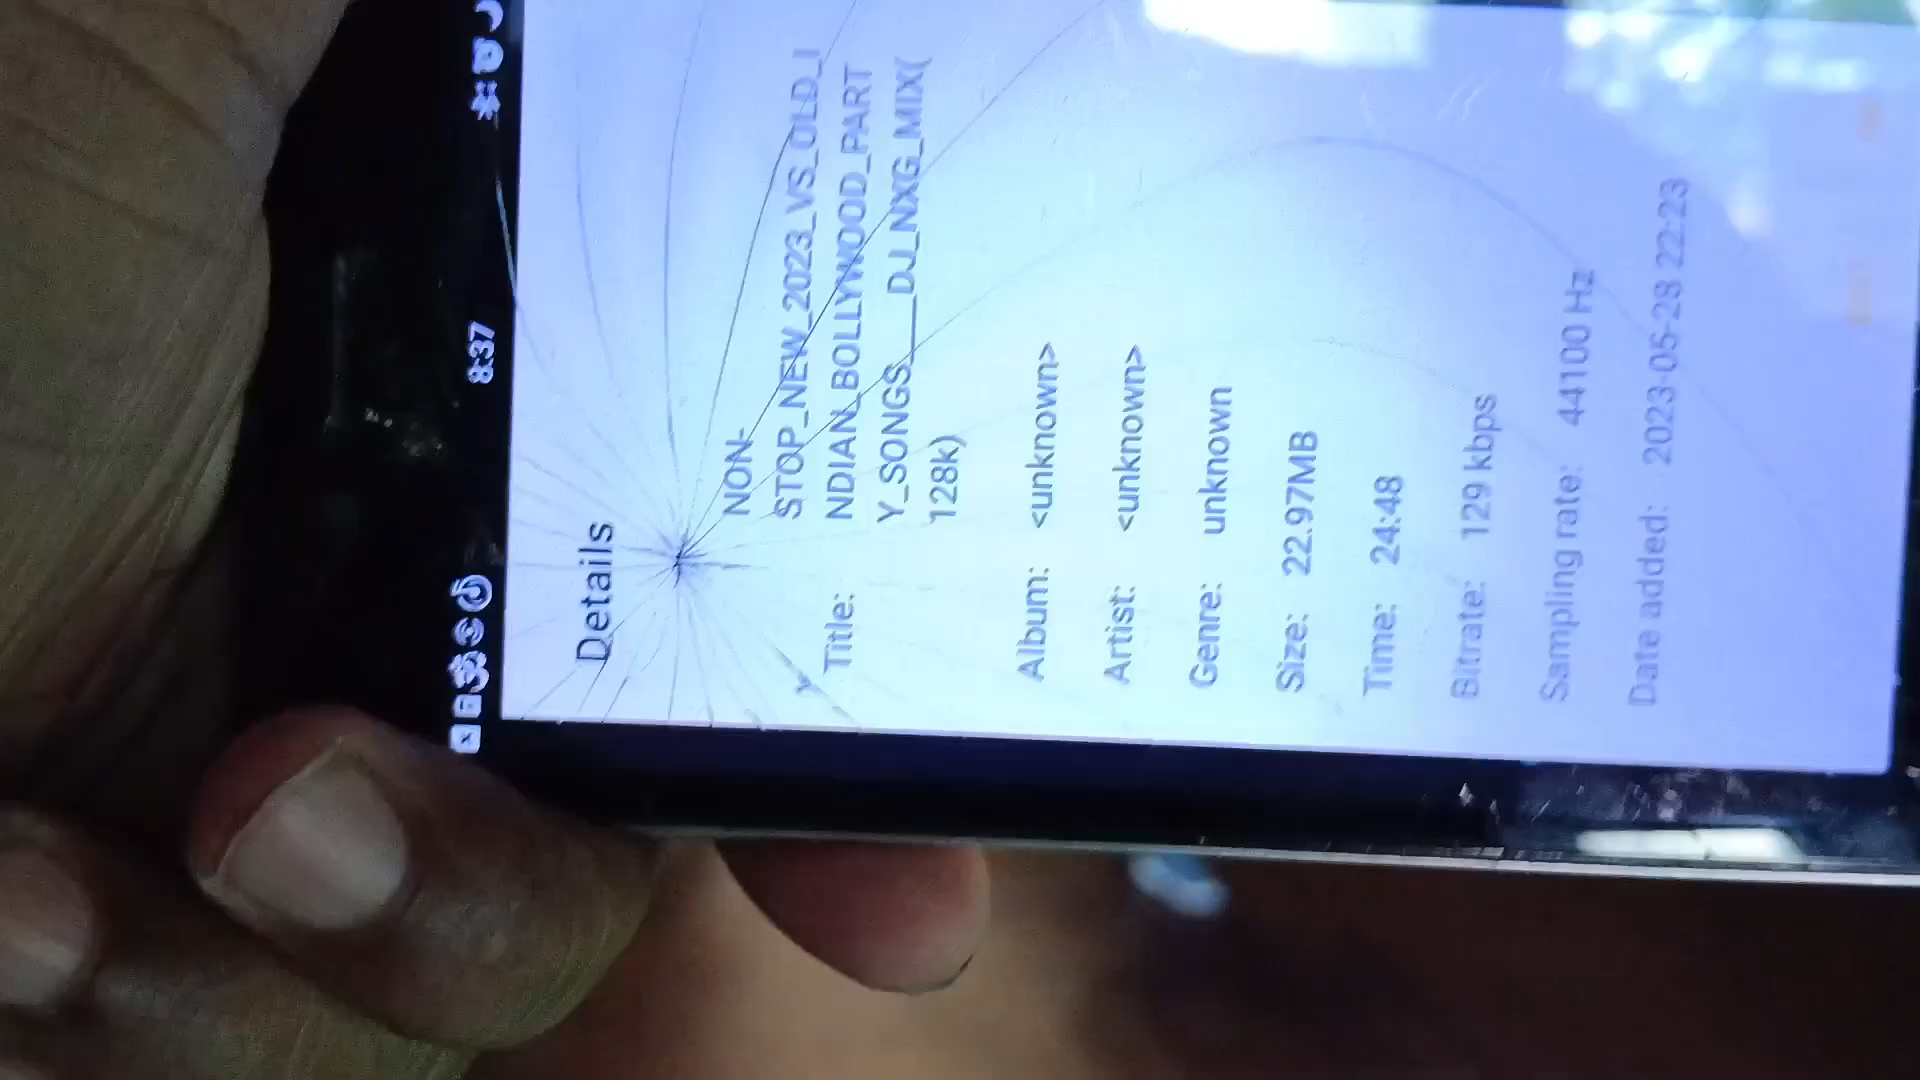 8:37
Details
Title: NON-
STOP_NEW_2023_VS_OLD_I
NDIAN_BOLLYWOOD_PART
Y_SONGS___DJ_NXG_MIX(
128k)
Album: <unknown>
Artist: <unknown>
Genre: unknown
Size: 22.97MB
Time: 24:48
Bitrate: 129 kbps
Sampling rate: 44100 Hz
Date added: 2023-05-28 22:23